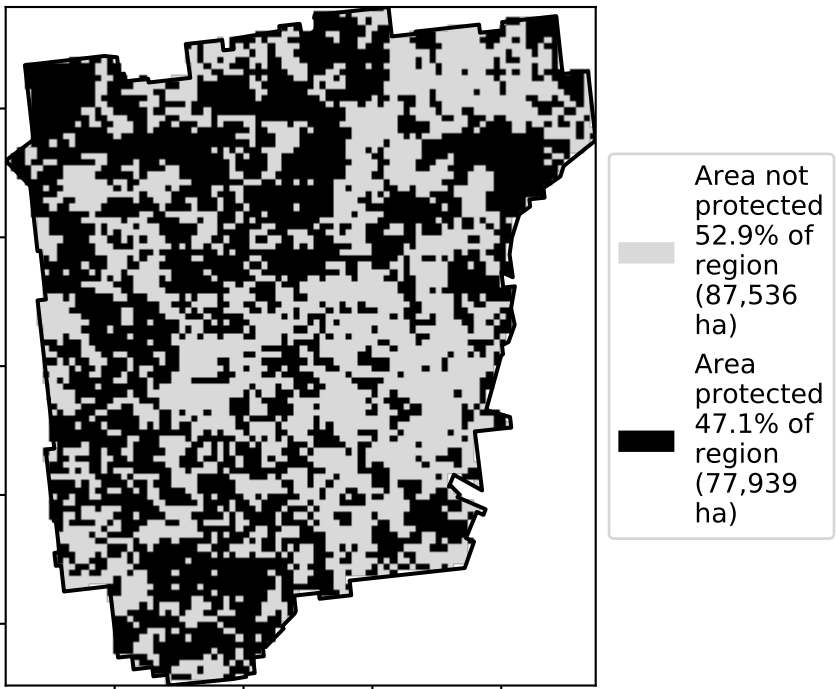 Area not
protected
52.9% of
region
(87,536
ha)
Area
protected
47.1% of
region
(77,939
ha)